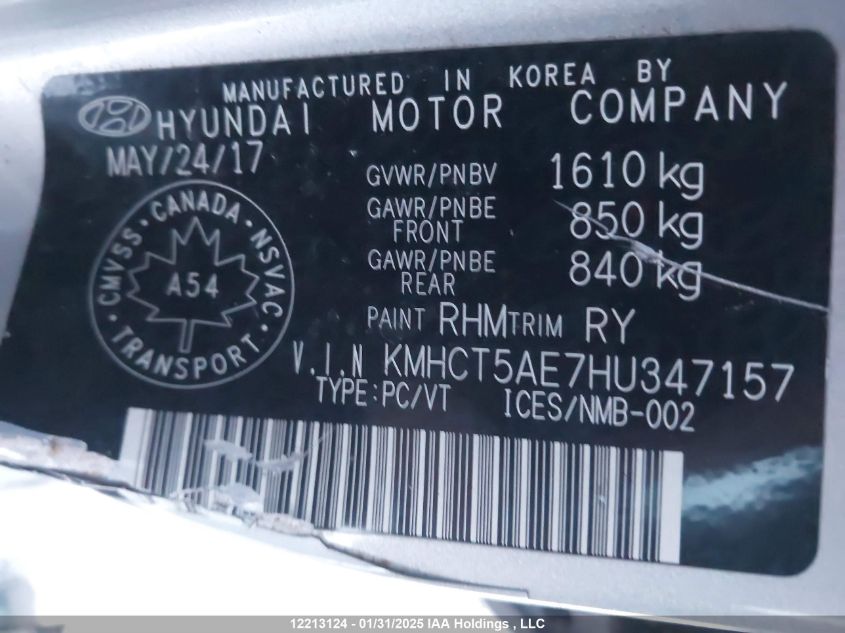 MANUFACTURED IN KOREA BY
HYUNDAI MOTOR COMPANY
MAY/24/17
GVWR/PNBV 1610 kg
GAWR/PNBE FRONT 850 kg
GAWR/PNBE REAR 840 kg
CANADA · NSVAC · TRANSPORT · CMVSS
A54
PAINT RHM TRIM RY
V.I.N KMHCT5AE7HU347157
TYPE:PC/VT ICES/NMB-002
12213124 - 01/31/2025 IAA Holdings , LLC